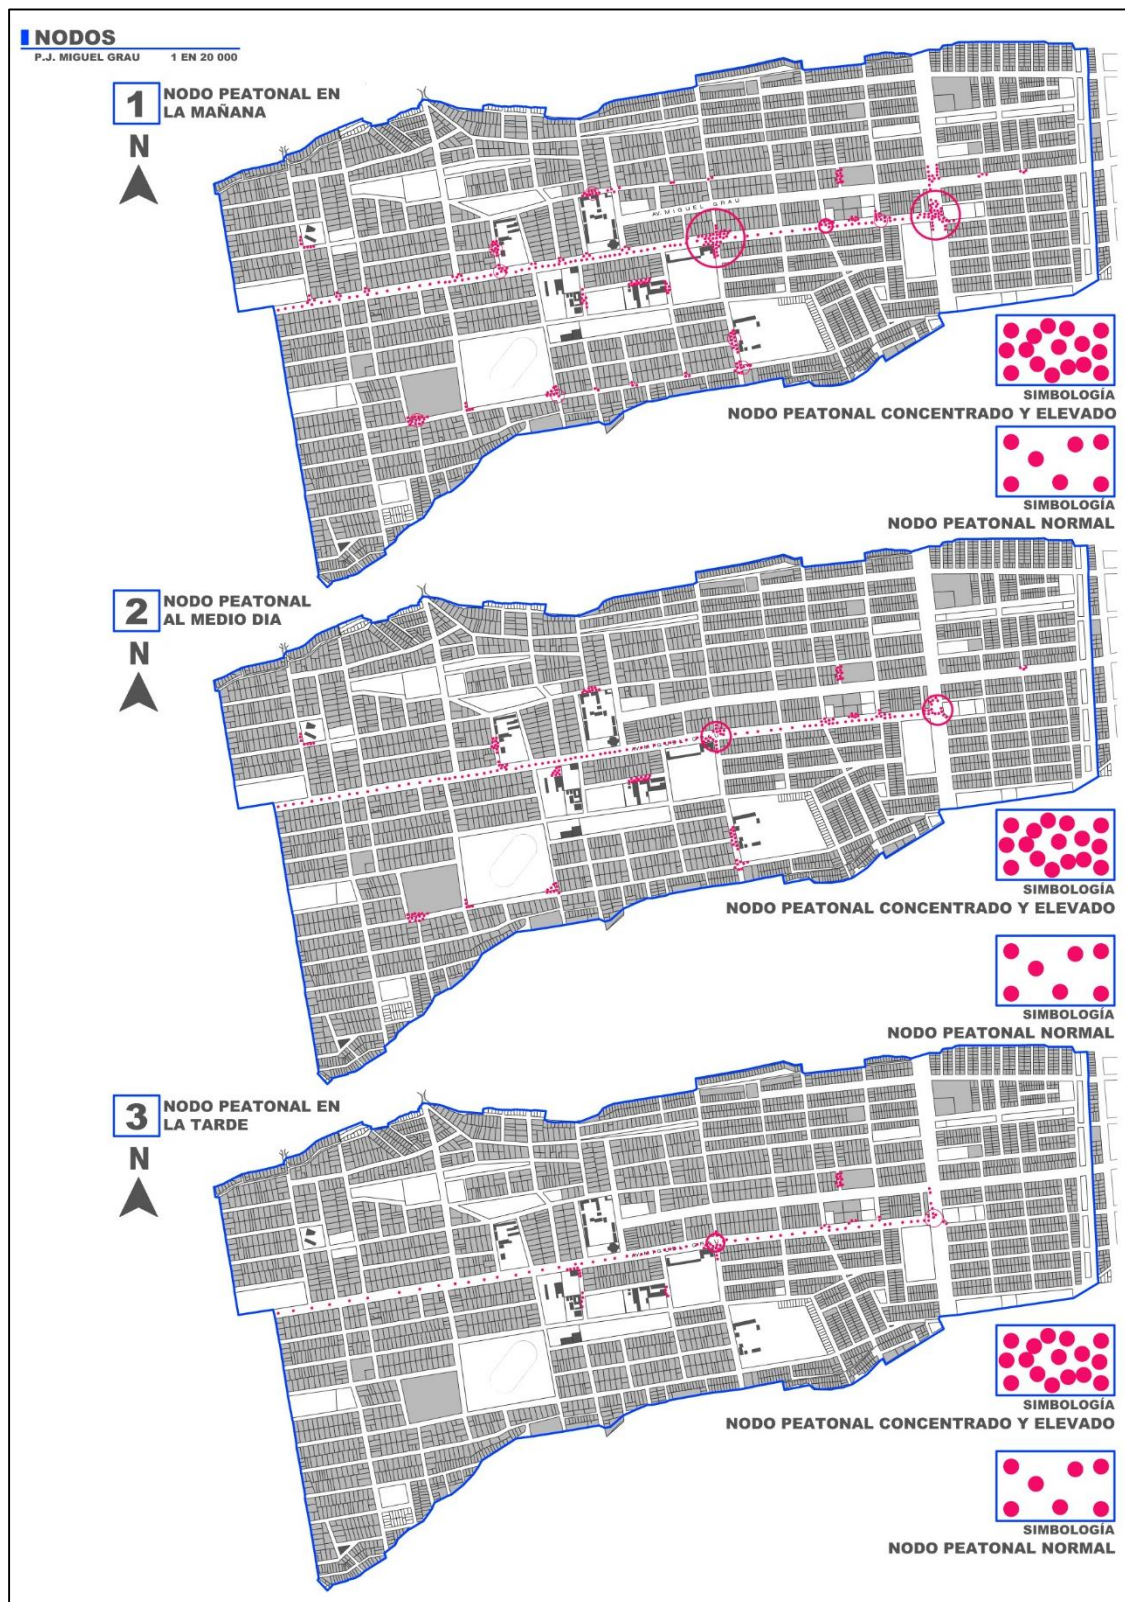 NODOS
P.J. MIGUEL GRAU 1 EN 20 000
1 NODO PEATONAL EN
LA MAÑANA
N
AV. MIGUEL GRAU
SIMBOLOGÍA
NODO PEATONAL CONCENTRADO Y ELEVADO
SIMBOLOGÍA
NODO PEATONAL NORMAL
2 NODO PEATONAL
AL MEDIO DIA
N
SIMBOLOGÍA
NODO PEATONAL CONCENTRADO Y ELEVADO
SIMBOLOGÍA
NODO PEATONAL NORMAL
3 NODO PEATONAL EN
LA TARDE
N
SIMBOLOGÍA
NODO PEATONAL CONCENTRADO Y ELEVADO
SIMBOLOGÍA
NODO PEATONAL NORMAL